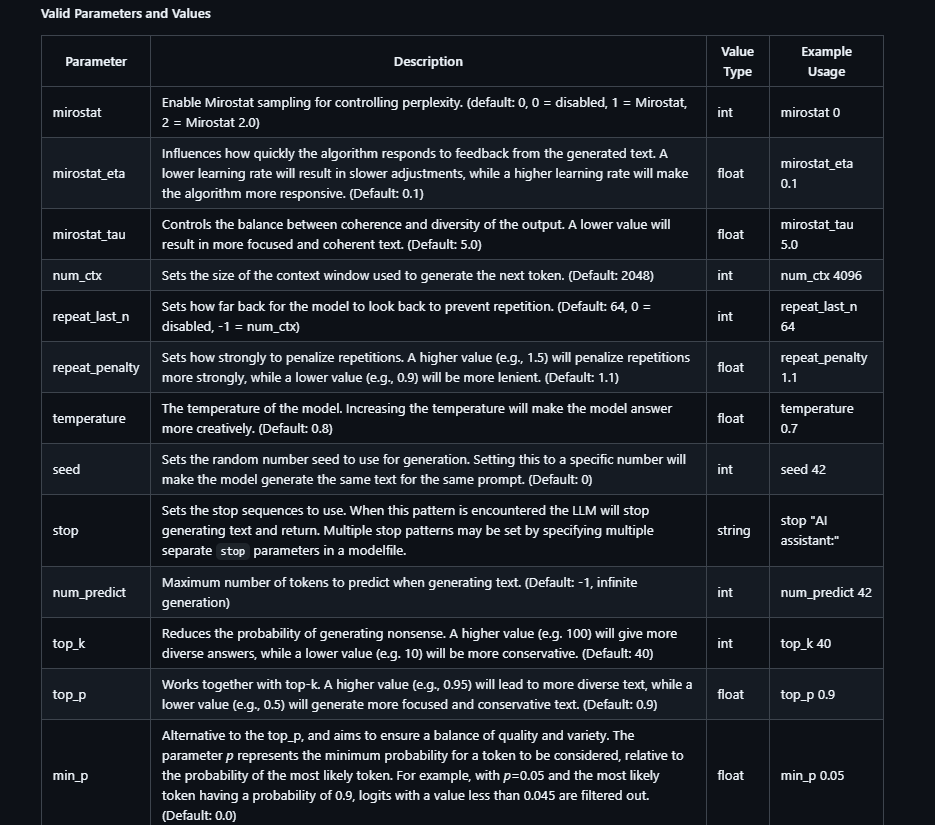 Valid Parameters and Values
Parameter
Description
Value
Type
Example
Usage
mirostat
Enable Mirostat sampling for controlling perplexity. (default: 0, 0 = disabled, 1 = Mirostat,
2 = Mirostat 2.0)
int
mirostat 0
mirostat_eta
Influences how quickly the algorithm responds to feedback from the generated text. A
lower learning rate will result in slower adjustments, while a higher learning rate will make
the algorithm more responsive. (Default: 0.1)
float
mirostat_eta
0.1
mirostat_tau
Controls the balance between coherence and diversity of the output. A lower value will
result in more focused and coherent text. (Default: 5.0)
float
mirostat_tau
5.0
num_ctx
Sets the size of the context window used to generate the next token. (Default: 2048)
int
num_ctx 4096
repeat_last_n
Sets how far back for the model to look back to prevent repetition. (Default: 64, 0 =
disabled, -1 = num_ctx)
int
repeat_last_n
64
repeat_penalty
Sets how strongly to penalize repetitions. A higher value (e.g., 1.5) will penalize repetitions
more strongly, while a lower value (e.g., 0.9) will be more lenient. (Default: 1.1)
float
repeat_penalty
1.1
temperature
The temperature of the model. Increasing the temperature will make the model answer
more creatively. (Default: 0.8)
float
temperature
0.7
seed
Sets the random number seed to use for generation. Setting this to a specific number will
make the model generate the same text for the same prompt. (Default: 0)
int
seed 42
stop
Sets the stop sequences to use. When this pattern is encountered the LLM will stop
generating text and return. Multiple stop patterns may be set by specifying multiple
separate stop parameters in a modelfile.
string
stop "AI
assistant:"
num_predict
Maximum number of tokens to predict when generating text. (Default: -1, infinite
generation)
int
num_predict 42
top_k
Reduces the probability of generating nonsense. A higher value (e.g. 100) will give more
diverse answers, while a lower value (e.g. 10) will be more conservative. (Default: 40)
int
top_k 40
top_p
Works together with top-k. A higher value (e.g., 0.95) will lead to more diverse text, while a
lower value (e.g., 0.5) will generate more focused and conservative text. (Default: 0.9)
float
top_p 0.9
min_p
Alternative to the top_p, and aims to ensure a balance of quality and variety. The
parameter p represents the minimum probability for a token to be considered, relative to
the probability of the most likely token. For example, with p=0.05 and the most likely
token having a probability of 0.9, logits with a value less than 0.045 are filtered out.
(Default: 0.0)
float
min_p 0.05